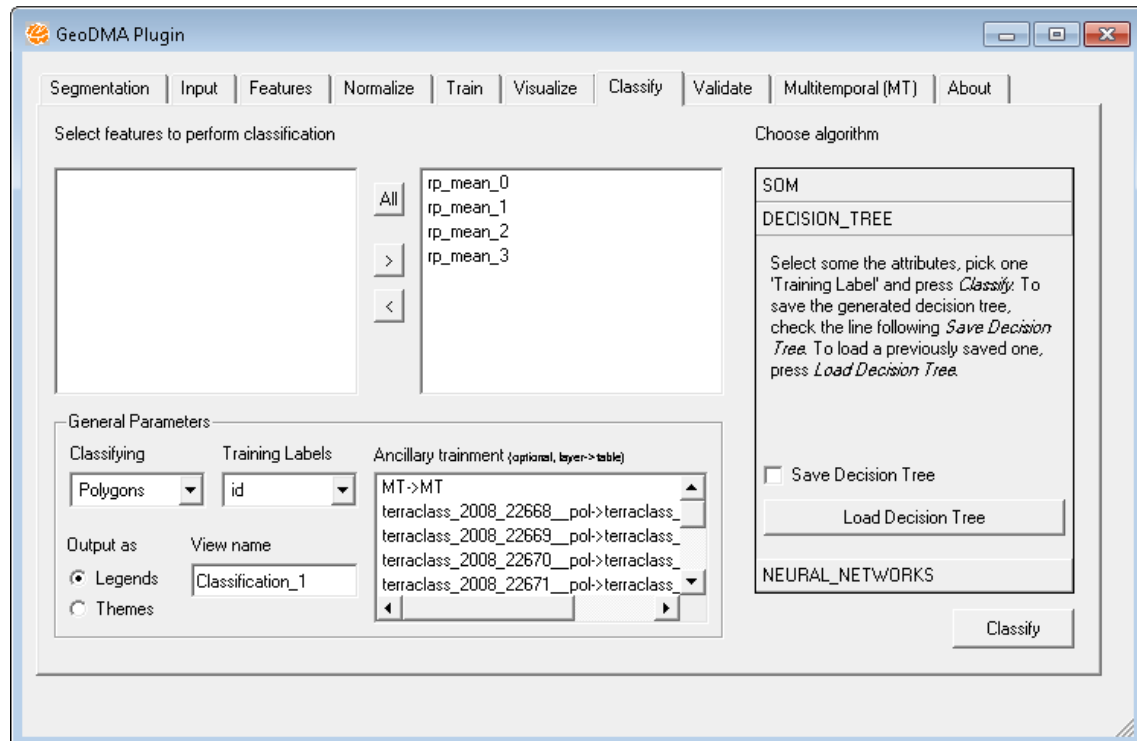 GeoDMA Plugin
Segmentation Input Features Normalize Train Visualize Classify Validate Multitemporal (MT) About
Select features to perform classification
Choose algorithm
All
>
<
rp_mean_0
rp_mean_1
rp_mean_2
rp_mean_3
SOM
DECISION_TREE
Select some the attributes, pick one
'Training Label' and press Classify. To
save the generated decision tree,
check the line following Save Decision
Tree. To load a previously saved one,
press Load Decision Tree.
Save Decision Tree
Load Decision Tree
NEURAL_NETWORKS
General Parameters
Classifying
Polygons
Training Labels
id
Output as
Legends
Themes
View name
Classification_1
Ancillary trainment (optional, layer->table)
MT->MT
terraclass_2008_22668__pol->terraclass_
terraclass_2008_22669__pol->terraclass_
terraclass_2008_22670__pol->terraclass_
terraclass_2008_22671__pol->terraclass_
Classify